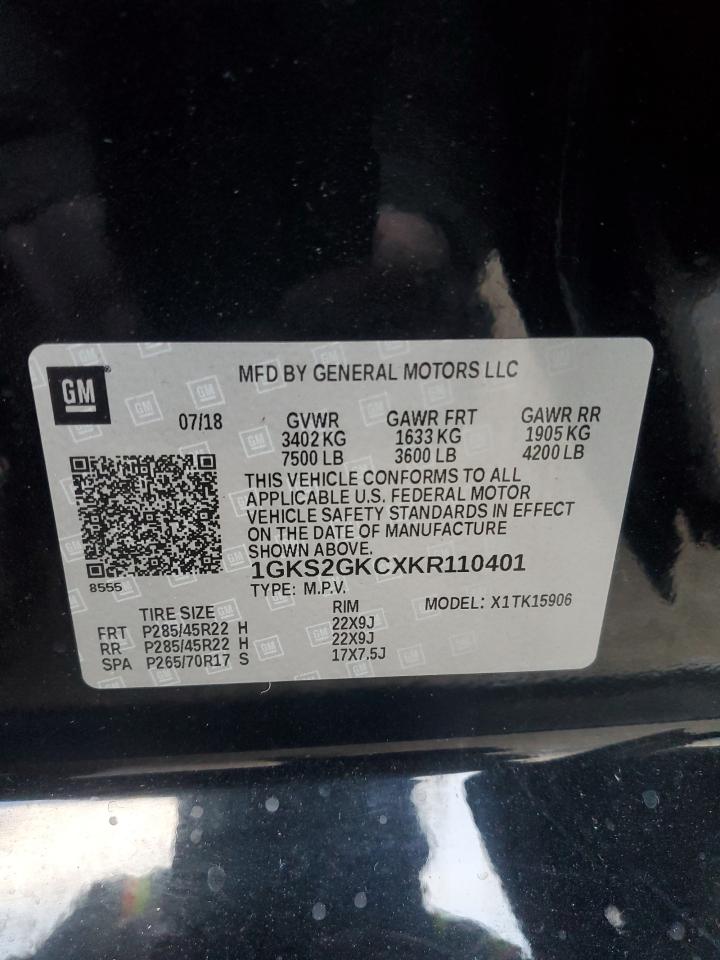 GM MFD BY GENERAL MOTORS LLC
07/18 GVWR GAWR FRT GAWR RR
3402 KG 1633 KG 1905 KG
7500 LB 3600 LB 4200 LB
THIS VEHICLE CONFORMS TO ALL
APPLICABLE U.S. FEDERAL MOTOR
VEHICLE SAFETY STANDARDS IN EFFECT
ON THE DATE OF MANUFACTURE
SHOWN ABOVE.
8555
1GKS2GKCXKR110401
TYPE: M.P.V. MODEL: X1TK15906
TIRE SIZE RIM
FRT P285/45R22 H 22X9J
RR P285/45R22 H 22X9J
SPA P265/70R17 S 17X7.5J